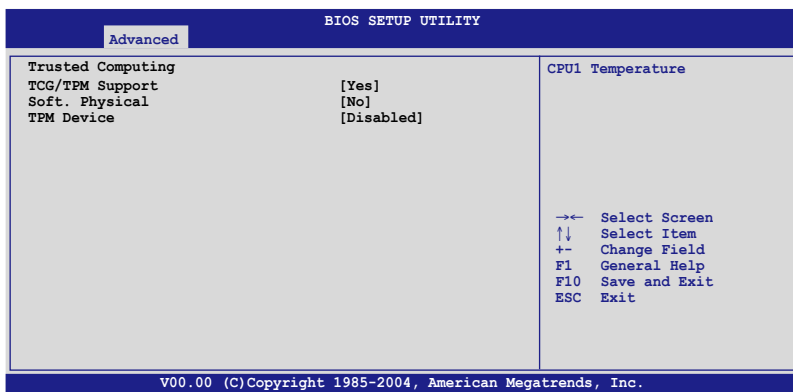 BIOS SETUP UTILITY
Advanced
Trusted Computing
TCG/TPM Support [Yes]
Soft. Physical [No]
TPM Device [Disabled]
CPU1 Temperature
→← Select Screen
↑↓ Select Item
+- Change Field
F1 General Help
F10 Save and Exit
ESC Exit
V00.00 (C)Copyright 1985-2004, American Megatrends, Inc.